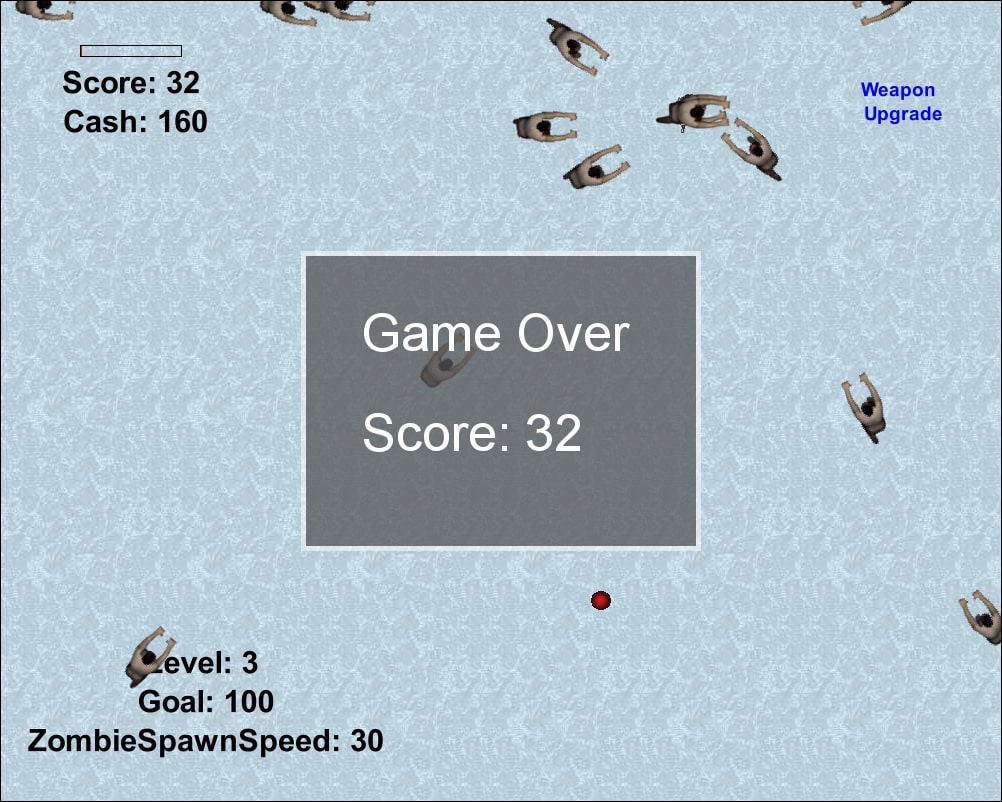 Score: 32
Cash: 160
Weapon
Upgrade
Game Over
Score: 32
Level: 3
Goal: 100
ZombieSpawnSpeed: 30